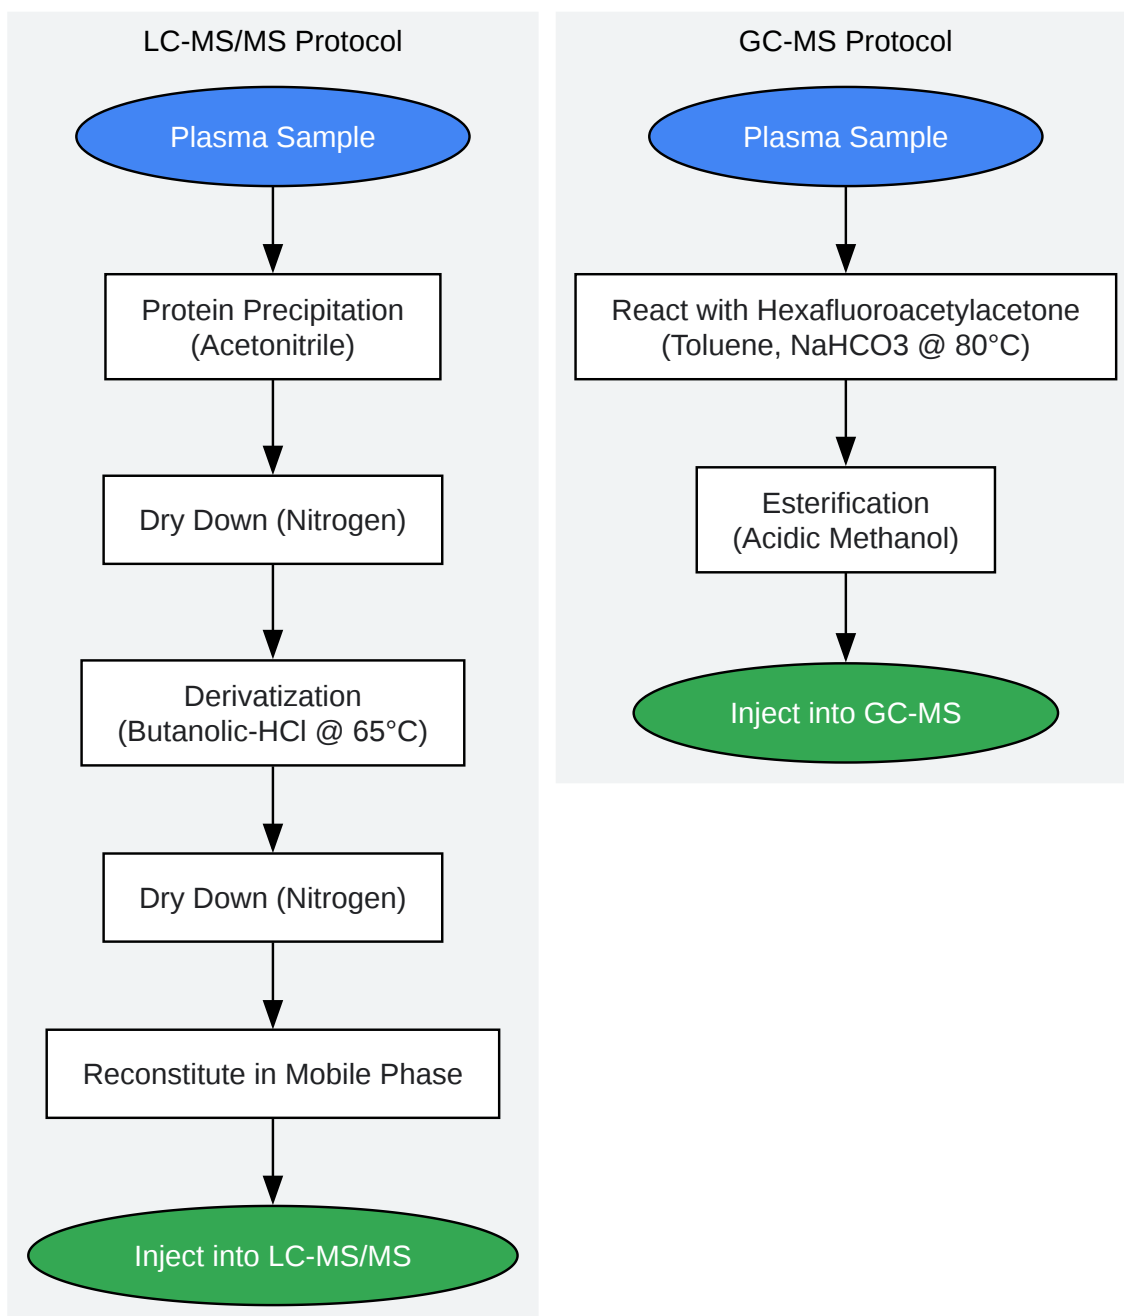 LC-MS/MS Protocol
Plasma Sample
Protein Precipitation
(Acetonitrile)
Dry Down (Nitrogen)
Derivatization
(Butanolic-HCl @ 65°C)
Dry Down (Nitrogen)
Reconstitute in Mobile Phase
Inject into LC-MS/MS
GC-MS Protocol
Plasma Sample
React with Hexafluoroacetylacetone
(Toluene, NaHCO3 @ 80°C)
Esterification
(Acidic Methanol)
Inject into GC-MS